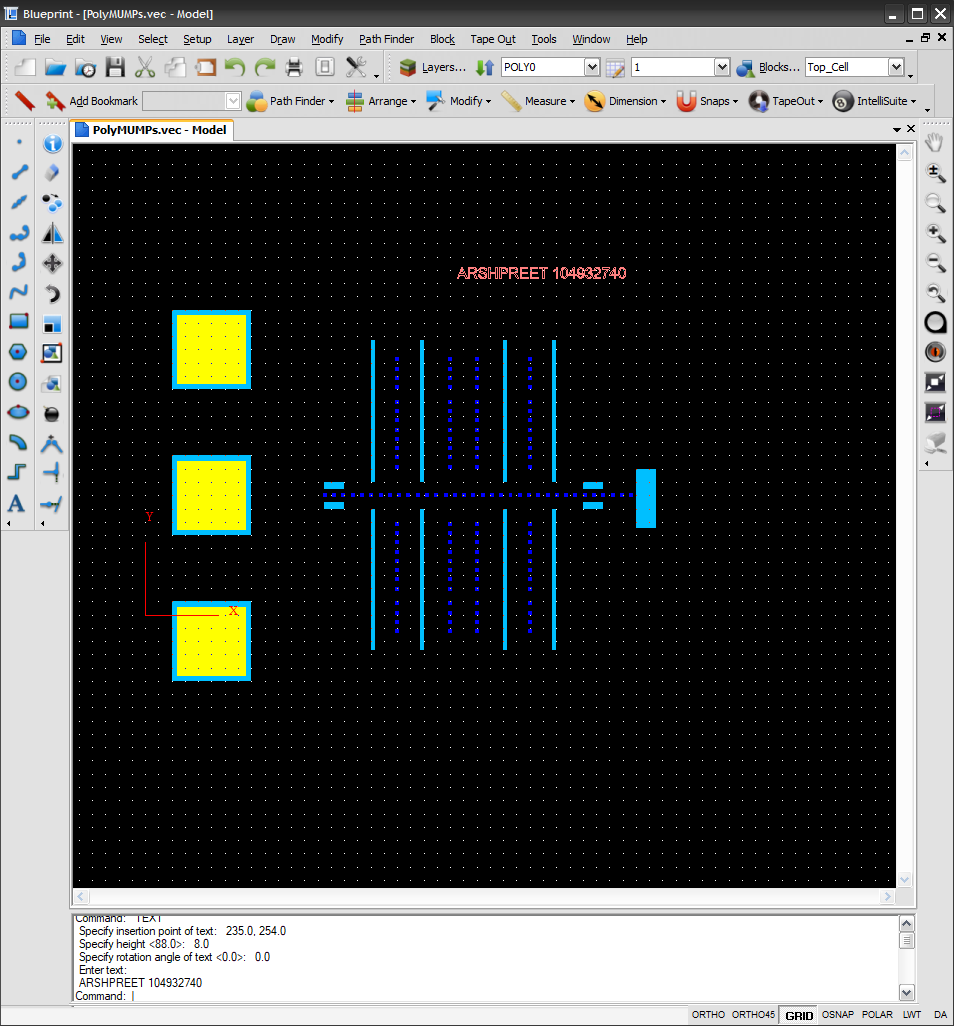 Blueprint - [PolyMUMPs.vec - Model]
File Edit View Select Setup Layer Draw Modify Path Finder Block Tape Out Tools Window Help
Layers... POLY0 1 Blocks... Top_Cell
Add Bookmark Path Finder Arrange Modify Measure Dimension Snaps TapeOut 8 IntelliSuite
PolyMUMPs.vec - Model
ARSHPREET 104932740
Y
X
A
Command: TEXT
Specify insertion point of text: 235.0, 254.0
Specify height <88.0>: 8.0
Specify rotation angle of text <0.0>: 0.0
Enter text:
ARSHPREET 104932740
Command:
ORTHO ORTHO45 GRID OSNAP POLAR LWT DA